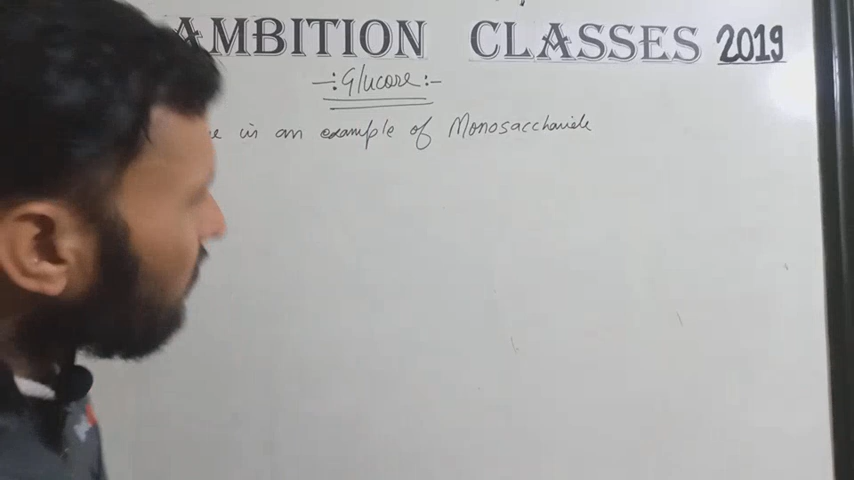 AMBITION CLASSES 2019
-: Glucose :-
is an example of Monosaccharide